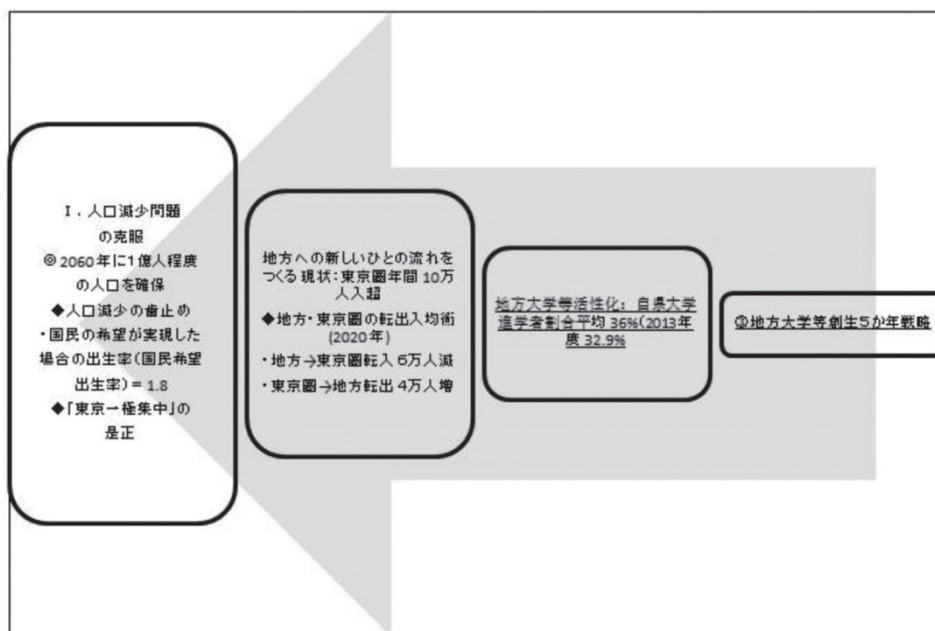 Ⅰ．人口減少問題
の克服
◎2060年に1億人程度
の人口を確保
◆人口減少の歯止め
・国民の希望が実現した
場合の出生率(国民希望
出生率)＝1.8
◆「東京一極集中」の
是正
地方への新しいひとの流れを
つくる 現状：東京圏年間 10万
人入超
◆地方・東京圏の転出入均術
(2020年)
・地方→東京圏転入 6万人減
・東京圏→地方転出 4万人増
地方大学等活性化： 自県大学
進学者割合平均 36%(2013年
度 32.9%
③地方大学等創生5か年戦略